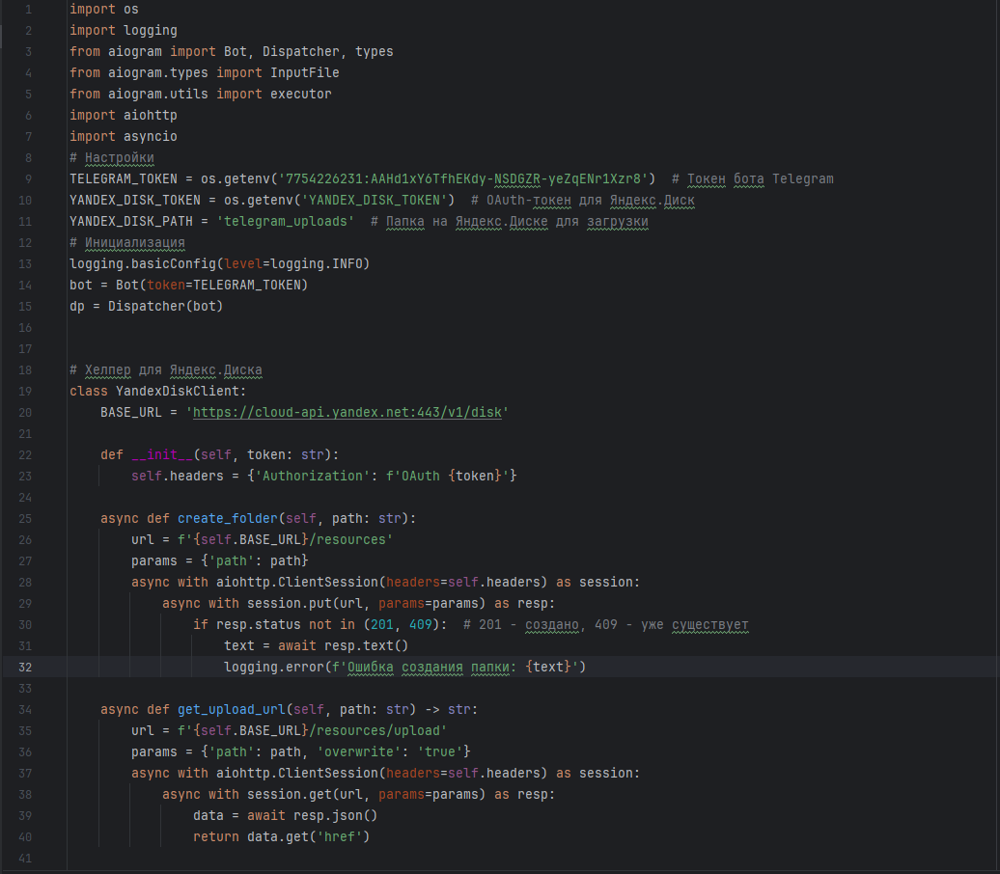 1 import os
2 import logging
3 from aiogram import Bot, Dispatcher, types
4 from aiogram.types import InputFile
5 from aiogram.utils import executor
6 import aiohttp
7 import asyncio
8 # Настройки
9 TELEGRAM_TOKEN = os.getenv('7754226231:AAHd1xY6TfhEKdy-NSDGZR-yeZqENr1Xzr8')  # Токен бота Telegram
10 YANDEX_DISK_TOKEN = os.getenv('YANDEX_DISK_TOKEN')  # OAuth-токен для Яндекс.Диск
11 YANDEX_DISK_PATH = 'telegram_uploads'  # Папка на Яндекс.Диске для загрузки
12 # Инициализация
13 logging.basicConfig(level=logging.INFO)
14 bot = Bot(token=TELEGRAM_TOKEN)
15 dp = Dispatcher(bot)
16
17
18 # Хелпер для Яндекс.Диска
19 class YandexDiskClient:
20     BASE_URL = 'https://cloud-api.yandex.net:443/v1/disk'
21
22     def __init__(self, token: str):
23         self.headers = {'Authorization': f'OAuth {token}'}
24
25     async def create_folder(self, path: str):
26         url = f'{self.BASE_URL}/resources'
27         params = {'path': path}
28         async with aiohttp.ClientSession(headers=self.headers) as session:
29             async with session.put(url, params=params) as resp:
30                 if resp.status not in (201, 409):  # 201 - создано, 409 - уже существует
31                     text = await resp.text()
32                     logging.error(f'Ошибка создания папки: {text}')
33
34     async def get_upload_url(self, path: str) -> str:
35         url = f'{self.BASE_URL}/resources/upload'
36         params = {'path': path, 'overwrite': 'true'}
37         async with aiohttp.ClientSession(headers=self.headers) as session:
38             async with session.get(url, params=params) as resp:
39                 data = await resp.json()
40                 return data.get('href')
41